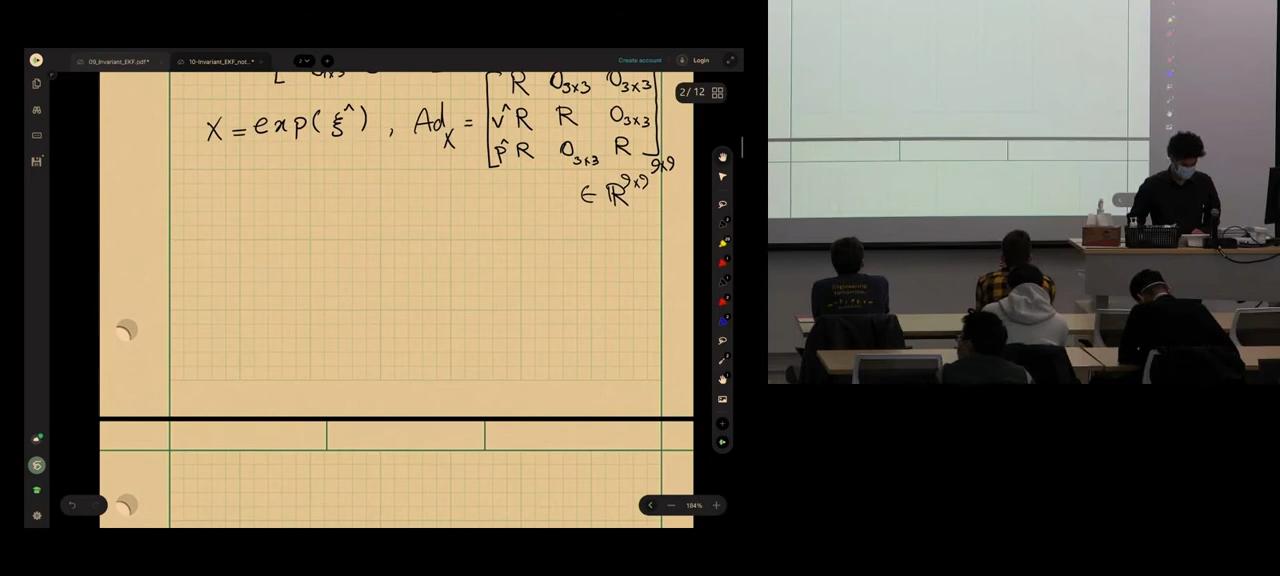 09_Invariant_EKF.pdf*
10-Invariant_EKF_not...*
Create account
Login
2 / 12
R 0₃ₓ₃ 0₃ₓ₃
X = exp(ξ^) , Ad_X = v^R R 0₃ₓ₃
p^R 0₃ₓ₃ R 9×9
∈ ℝ^9×9
184%
Engineering